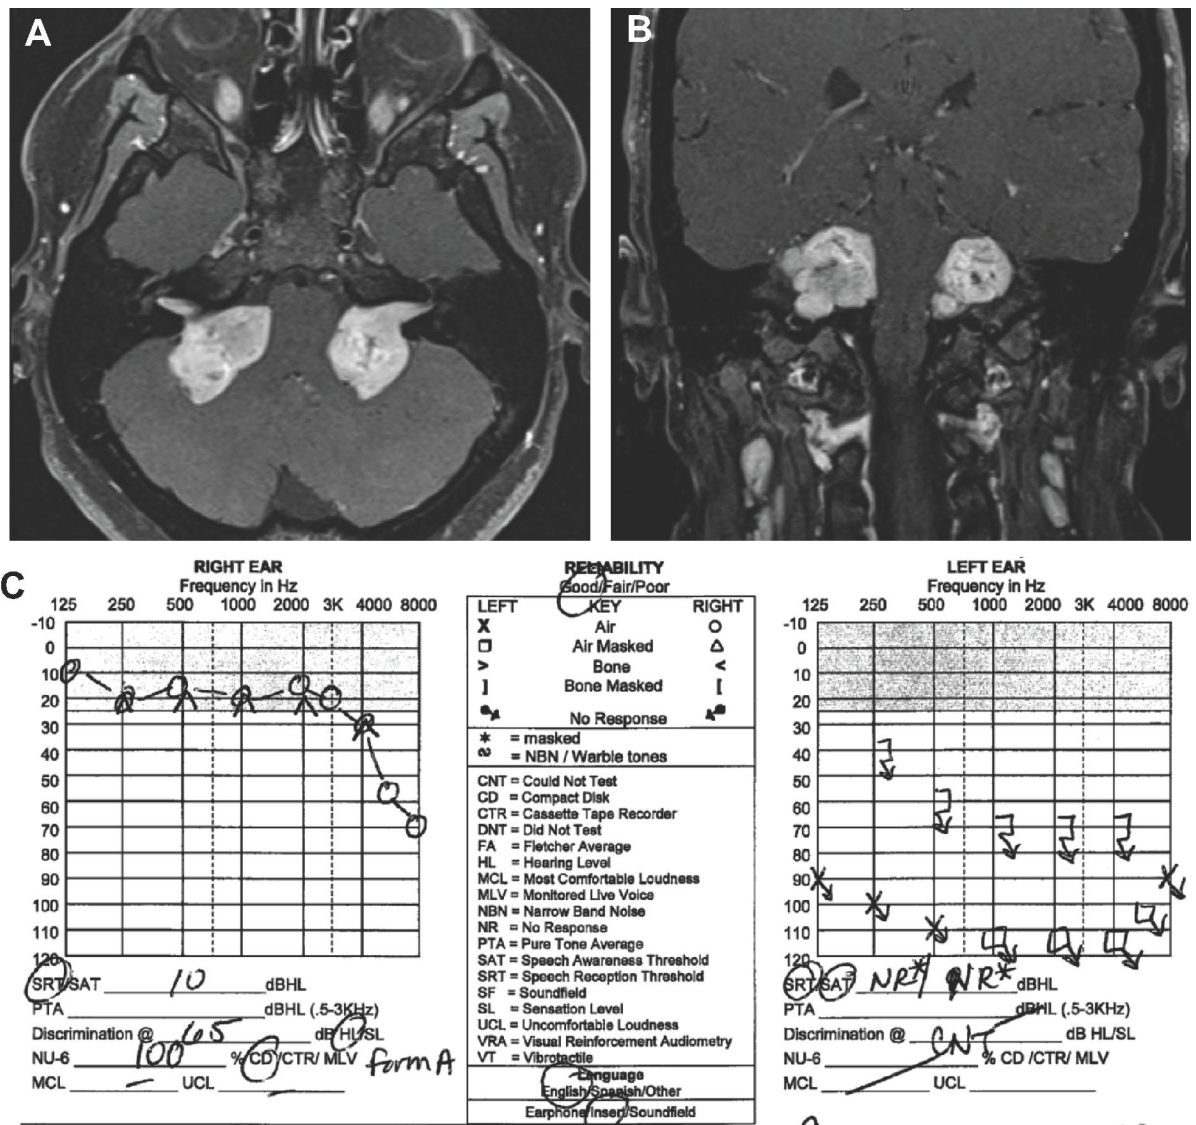 A
B
C
RIGHT EAR
Frequency in Hz
125 250 500 1000 2000 3K 4000 8000
-10
0
10
20
30
40
50
60
70
80
90
100
110
120
SRT/SAT 10 dBHL
PTA dBHL (.5-3KHz)
Discrimination @ 65 dB HL/SL
NU-6 100 % CD /CTR/ MLV form A
MCL — UCL
RELIABILITY
Good/Fair/Poor
LEFT KEY RIGHT
X Air O
Air Masked Δ
> Bone <
] Bone Masked [
No Response
* = masked
= NBN / Warble tones
CNT = Could Not Test
CD = Compact Disk
CTR = Cassette Tape Recorder
DNT = Did Not Test
FA = Fletcher Average
HL = Hearing Level
MCL = Most Comfortable Loudness
MLV = Monitored Live Voice
NBN = Narrow Band Noise
NR = No Response
PTA = Pure Tone Average
SAT = Speech Awareness Threshold
SRT = Speech Reception Threshold
SF = Soundfield
SL = Sensation Level
UCL = Uncomfortable Loudness
VRA = Visual Reinforcement Audiometry
VT = Vibrotactile
Language
English/Spanish/Other
Earphone/Insert/Soundfield
LEFT EAR
Frequency in Hz
125 250 500 1000 2000 3K 4000 8000
-10
0
10
20
30
40
50
60
70
80
90
100
110
120
SRT/SAT NR*/ NR* dBHL
PTA dBHL (.5-3KHz)
Discrimination @ CNT dB HL/SL
NU-6 % CD /CTR/ MLV
MCL UCL